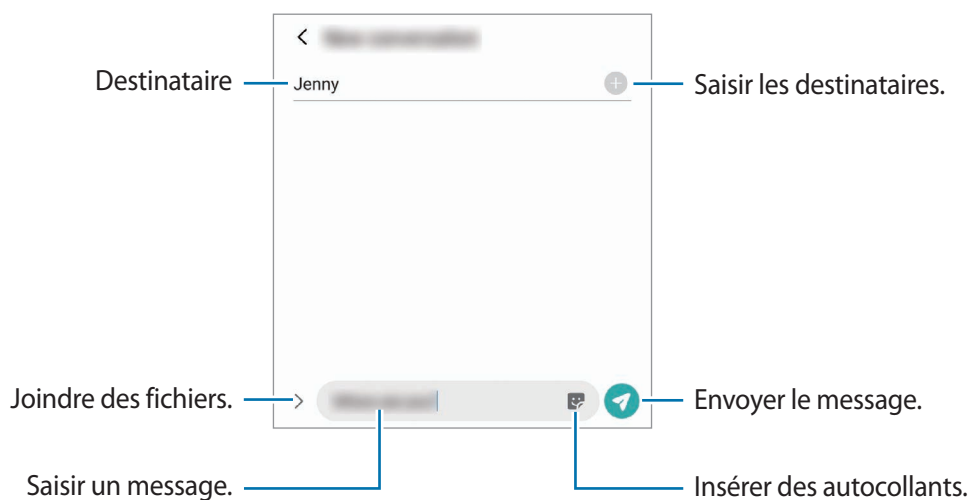 Destinataire
Jenny
Saisir les destinataires.
Joindre des fichiers.
Envoyer le message.
Saisir un message.
Insérer des autocollants.